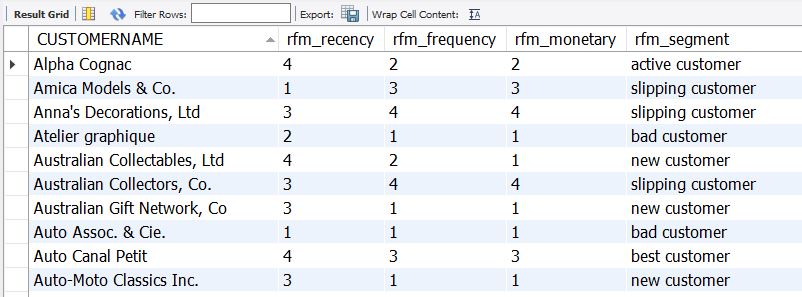 Result Grid Filter Rows: Export: Wrap Cell Content: IA
CUSTOMERNAME rfm_recency rfm_frequency rfm_monetary rfm_segment
Alpha Cognac 4 2 2 active customer
Amica Models & Co. 1 3 3 slipping customer
Anna's Decorations, Ltd 3 4 4 slipping customer
Atelier graphique 2 1 1 bad customer
Australian Collectables, Ltd 4 2 1 new customer
Australian Collectors, Co. 3 4 4 slipping customer
Australian Gift Network, Co 3 1 1 new customer
Auto Assoc. & Cie. 1 1 1 bad customer
Auto Canal Petit 4 3 3 best customer
Auto-Moto Classics Inc. 3 1 1 new customer